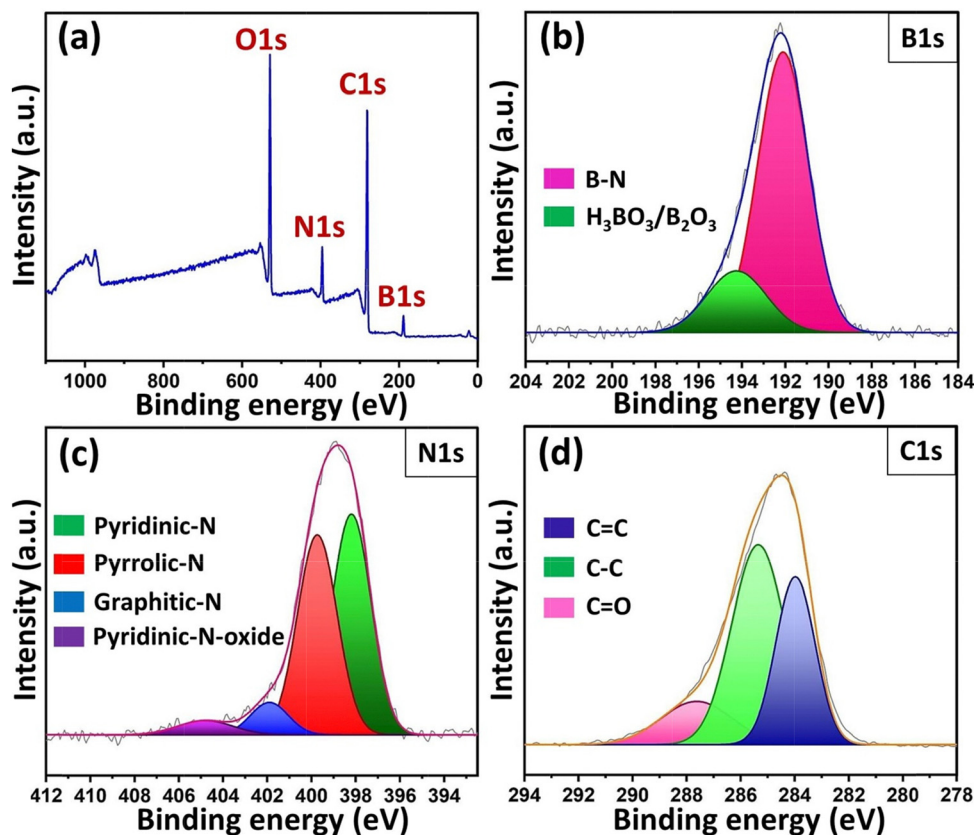 (a)
O1s
C1s
N1s
B1s
Intensity (a.u.)
1000 800 600 400 200 0
Binding energy (eV)
(b)
B1s
B-N
H₃BO₃/B₂O₃
Intensity (a.u.)
204 202 200 198 196 194 192 190 188 186 184
Binding energy (eV)
(c)
N1s
Pyridinic-N
Pyrrolic-N
Graphitic-N
Pyridinic-N-oxide
Intensity (a.u.)
412 410 408 406 404 402 400 398 396 394
Binding energy (eV)
(d)
C1s
C=C
C-C
C=O
Intensity (a.u.)
294 292 290 288 286 284 282 280 278
Binding energy (eV)